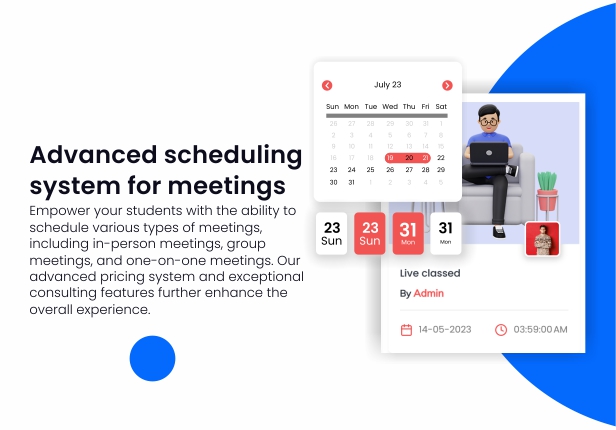 Advanced scheduling
system for meetings
Empower your students with the ability to
schedule various types of meetings,
including in-person meetings, group
meetings, and one-on-one meetings. Our
advanced pricing system and exceptional
consulting features further enhance the
overall experience.
July 23
Sun Mon Tue Wed Thu Fri Sat
26 27 28 29 30 31 1
2 3 4 5 6 7 8
9 10 11 12 13 14 15
16 17 18 19 20 21 22
23 24 25 26 27 28 29
30 31 1 2 3 4 5
23 23 31 31
Sun Sun Mon Mon
Live classed
By Admin
14-05-2023 03:59:00 AM